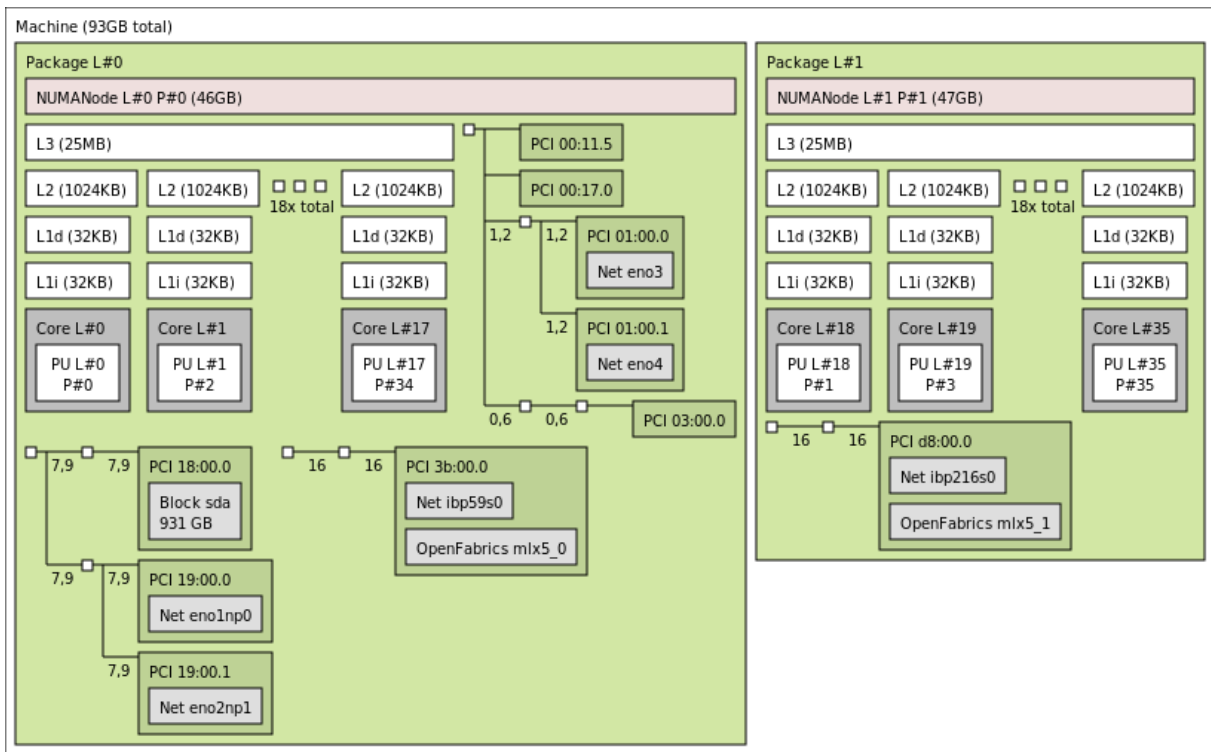 Machine (93GB total)
Package L#0
NUMANode L#0 P#0 (46GB)
L3 (25MB)
L2 (1024KB)
L2 (1024KB)
18x total
L2 (1024KB)
L1d (32KB)
L1d (32KB)
L1d (32KB)
L1i (32KB)
L1i (32KB)
L1i (32KB)
Core L#0
PU L#0
P#0
Core L#1
PU L#1
P#2
Core L#17
PU L#17
P#34
PCI 00:11.5
PCI 00:17.0
1,2
1,2
PCI 01:00.0
Net eno3
1,2
PCI 01:00.1
Net eno4
0,6
0,6
PCI 03:00.0
7,9
7,9
PCI 18:00.0
Block sda
931 GB
7,9
7,9
PCI 19:00.0
Net eno1np0
7,9
PCI 19:00.1
Net eno2np1
16
16
PCI 3b:00.0
Net ibp59s0
OpenFabrics mlx5_0
Package L#1
NUMANode L#1 P#1 (47GB)
L3 (25MB)
L2 (1024KB)
L2 (1024KB)
18x total
L2 (1024KB)
L1d (32KB)
L1d (32KB)
L1d (32KB)
L1i (32KB)
L1i (32KB)
L1i (32KB)
Core L#18
PU L#18
P#1
Core L#19
PU L#19
P#3
Core L#35
PU L#35
P#35
16
16
PCI d8:00.0
Net ibp216s0
OpenFabrics mlx5_1